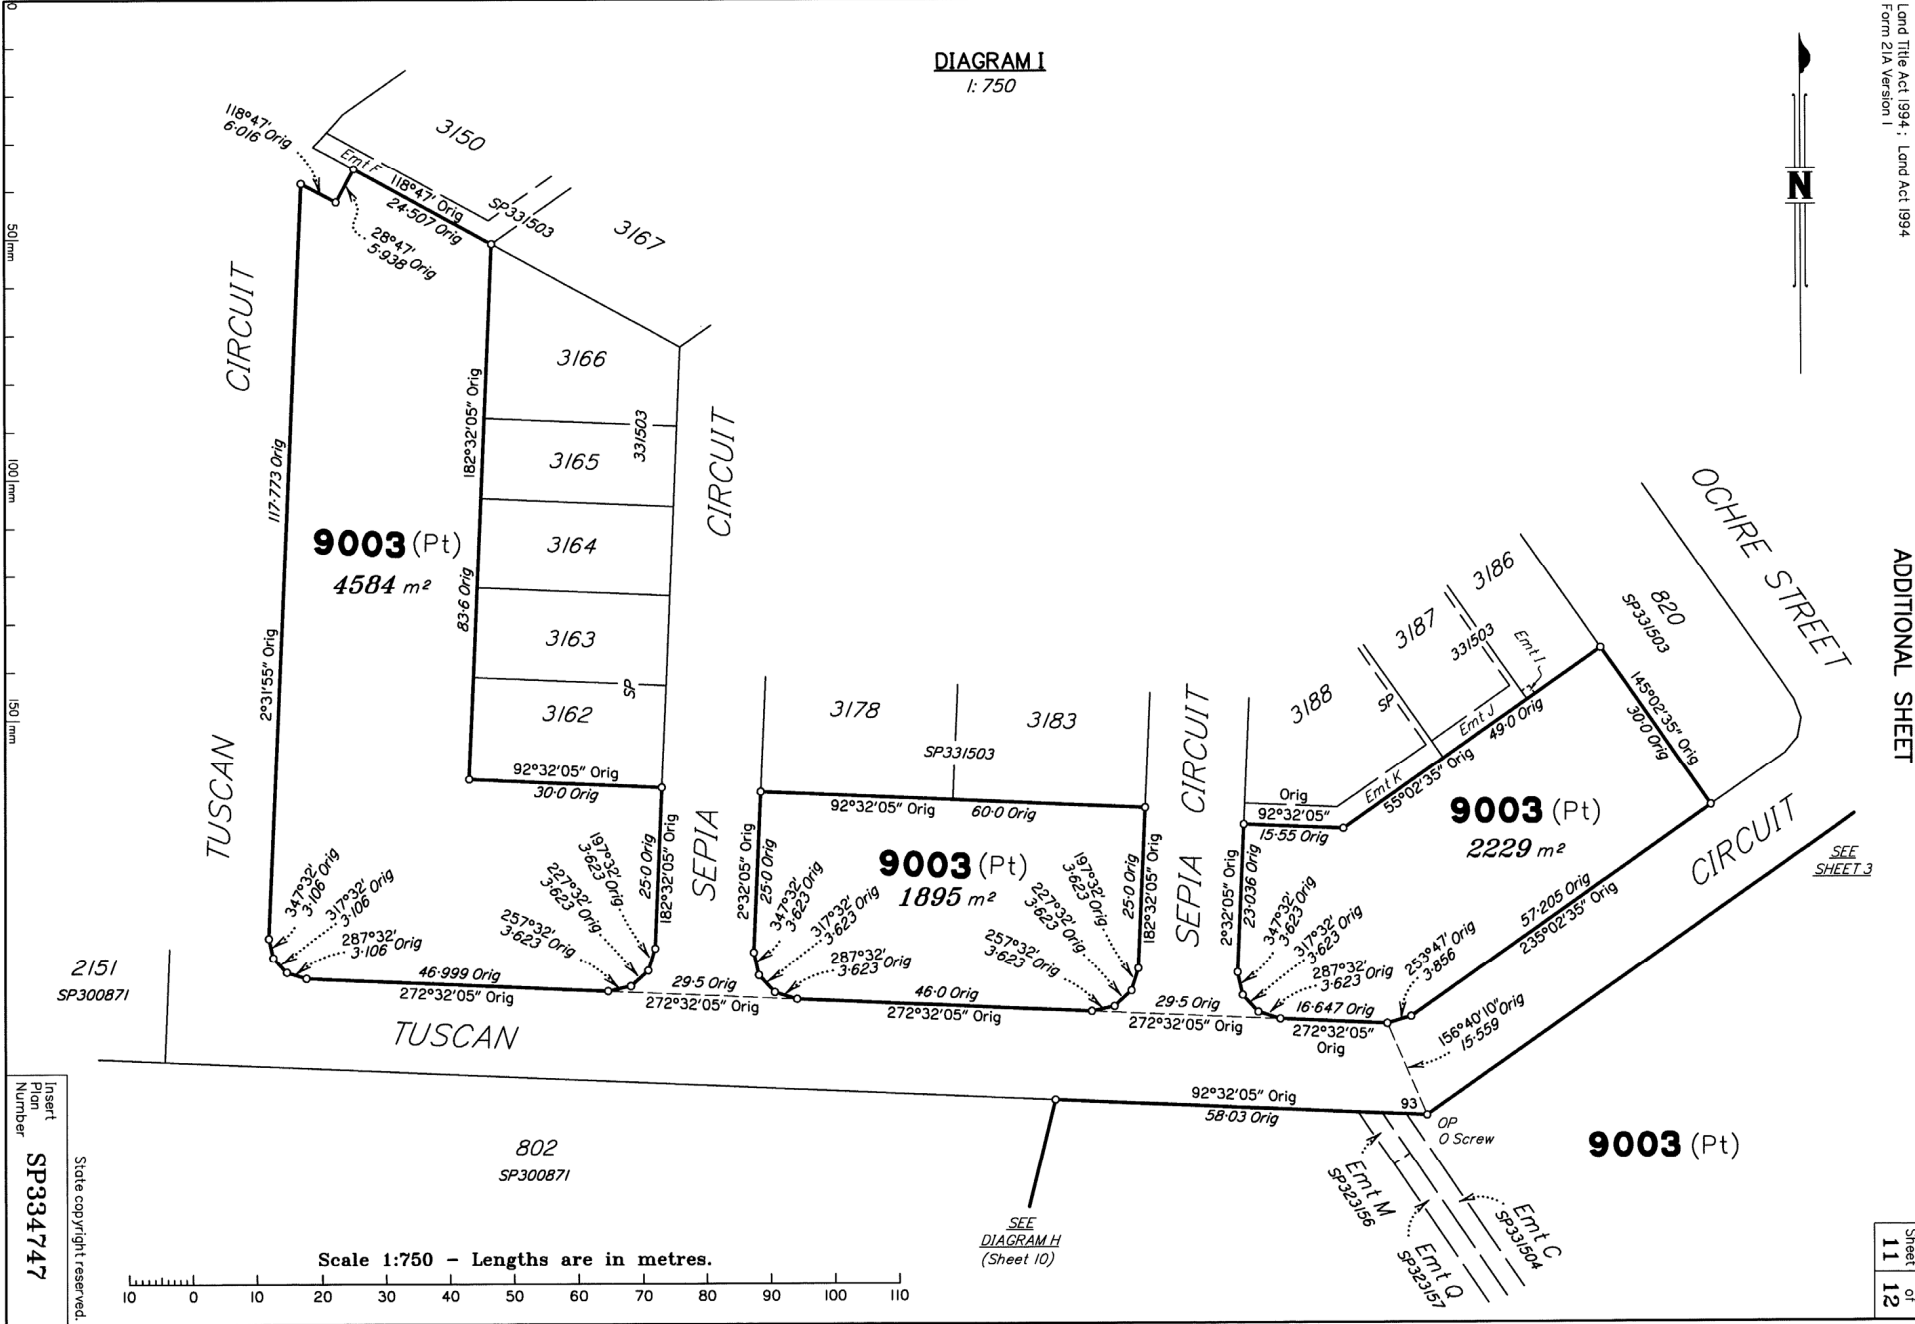 DIAGRAM I
1:750
Land Title Act 1994 ; Land Act 1994
Form 21A Version 1
N
ADDITIONAL SHEET
0
50 mm
100 mm
150 mm
118°47' Orig
6·016
3150
Emt F
118°47' Orig
24·507 Orig
SP331503
3167
28°47'
5·938 Orig
CIRCUIT
TUSCAN
117·773 Orig
2°31'55" Orig
9003 (Pt)
4584 m²
182°32'05" Orig
83·6 Orig
3166
3165
331503
3164
3163
SP
3162
CIRCUIT
SEPIA
92°32'05" Orig
30·0 Orig
25·0 Orig
182°32'05" Orig
197°32'
3·623 Orig
227°32'
3·623 Orig
257°32' Orig
3·623
347°32'
3·106 Orig
317°32' Orig
3·106
287°32' Orig
3·106
46·999 Orig
272°32'05" Orig
29·5 Orig
272°32'05" Orig
2151
SP300871
TUSCAN
3178
3183
SP331503
92°32'05" Orig
60·0 Orig
2°32'05" Orig
25·0 Orig
9003 (Pt)
1895 m²
347°32'
3·623 Orig
317°32' Orig
3·623
287°32' Orig
3·623
197°32'
3·623 Orig
227°32'
3·623 Orig
257°32' Orig
3·623
25·0 Orig
182°32'05" Orig
46·0 Orig
272°32'05" Orig
29·5 Orig
272°32'05" Orig
SEPIA CIRCUIT
3188
SP
3187
331503
3186
Emt I
Emt J
Emt K
820
SP331503
OCHRE STREET
Orig
92°32'05"
15·55 Orig
55°02'35" Orig
49·0 Orig
145°02'35" Orig
30·0 Orig
9003 (Pt)
2229 m²
2°32'05" Orig
23·036 Orig
347°32'
3·623 Orig
317°32' Orig
3·623
287°32' Orig
3·623
253°47' Orig
3·856
57·205 Orig
235°02'35" Orig
16·647 Orig
272°32'05"
Orig
156°40'10" Orig
15·559
CIRCUIT
SEE
SHEET 3
92°32'05" Orig
58·03 Orig
93
OP
O Screw
9003 (Pt)
802
SP300871
SEE
DIAGRAM H
(Sheet 10)
Emt M
SP323156
Emt Q
SP323157
Emt C
SP331504
Scale 1:750 – Lengths are in metres.
10 0 10 20 30 40 50 60 70 80 90 100 110
Insert
Plan
Number
SP334747
State copyright reserved.
Sheet of
11 12